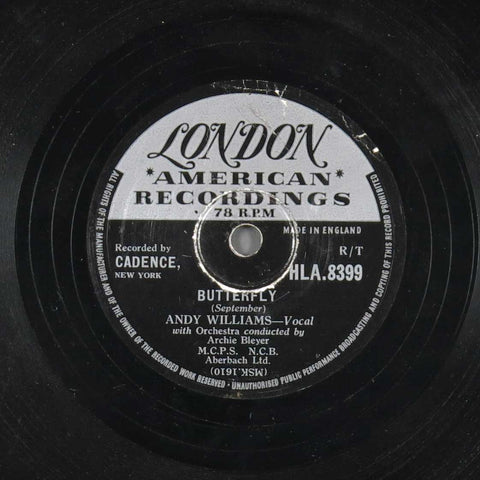 LONDON
*AMERICAN*
RECORDINGS
78 R.P.M
MADE IN ENGLAND
Recorded by
CADENCE,
NEW YORK
R/T
HLA.8399
BUTTERFLY
(September)
ANDY WILLIAMS—Vocal
with Orchestra conducted by
Archie Bleyer
M.C.P.S. N.C.B.
Aberbach Ltd.
(MSK.1610)
ALL RIGHTS OF THE MANUFACTURER AND OF THE OWNER OF THE RECORDED WORK RESERVED · UNAUTHORISED PUBLIC PERFORMANCE BROADCASTING AND COPYING OF THIS RECORD PROHIBITED